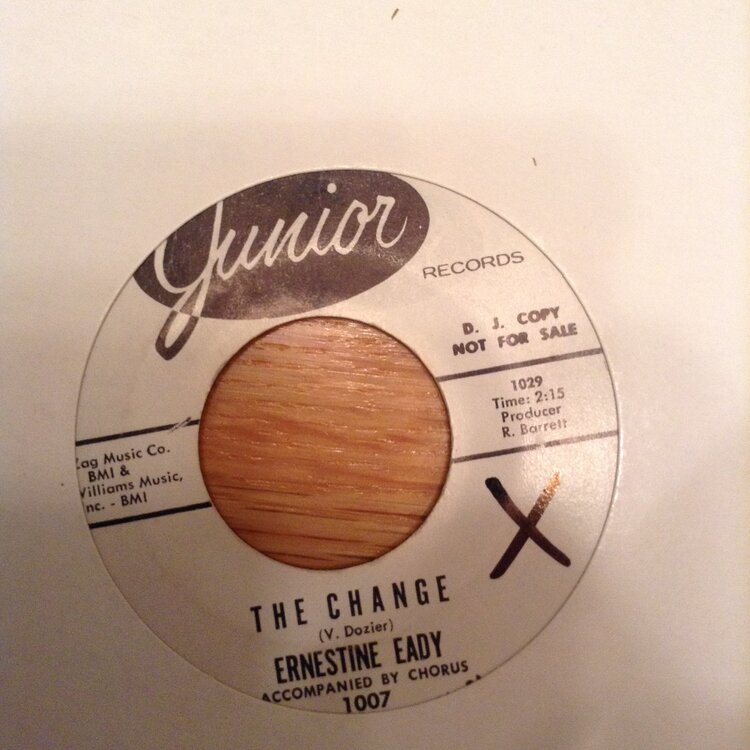 Junior
RECORDS
D. J. COPY
NOT FOR SALE
1029
Time: 2:15
Producer
R. Barrett
Zag Music Co.
BMI &
Williams Music,
Inc. - BMI
X
THE CHANGE
(V. Dozier)
ERNESTINE EADY
ACCOMPANIED BY CHORUS
1007